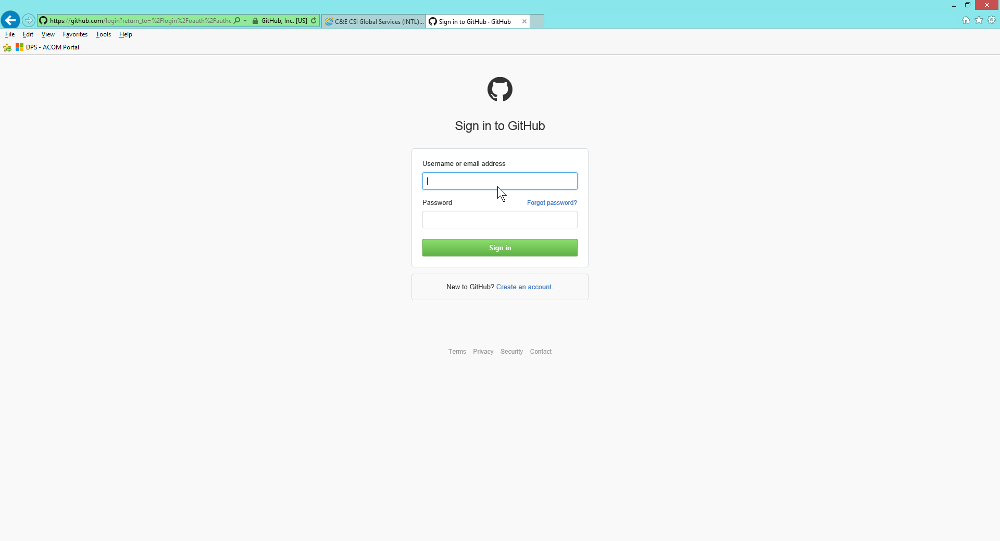 https://github.com/login?return_to=%2Flogin%2Foauth%2Fauthc
GitHub, Inc. [US]
C&E CSI Global Services (INTL)...
Sign in to GitHub · GitHub
File Edit View Favorites Tools Help
DPS - ACOM Portal
Sign in to GitHub
Username or email address
Password Forgot password?
Sign in
New to GitHub? Create an account.
Terms Privacy Security Contact